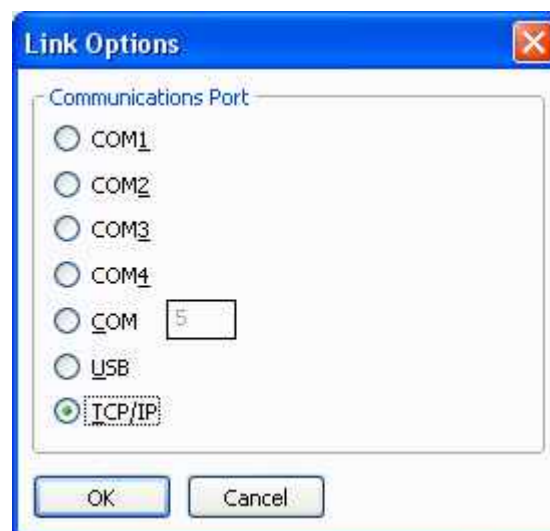 Link Options
Communications Port
COM1
COM2
COM3
COM4
COM 5
USB
TCP/IP
OK Cancel